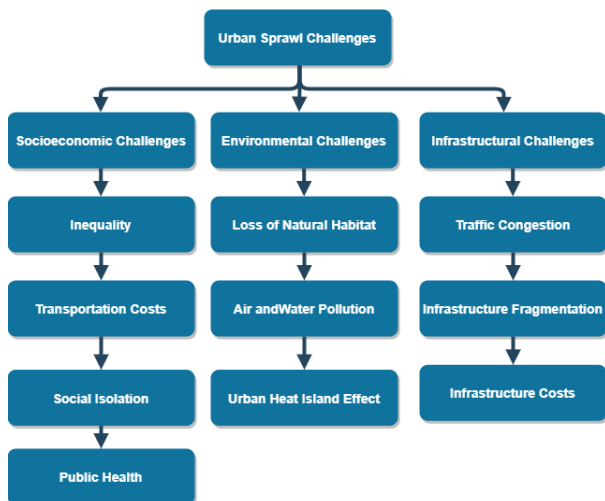 Urban Sprawl Challenges
Socioeconomic Challenges
Environmental Challenges
Infrastructural Challenges
Inequality
Loss of Natural Habitat
Traffic Congestion
Transportation Costs
Air andWater Pollution
Infrastructure Fragmentation
Social Isolation
Urban Heat Island Effect
Infrastructure Costs
Public Health